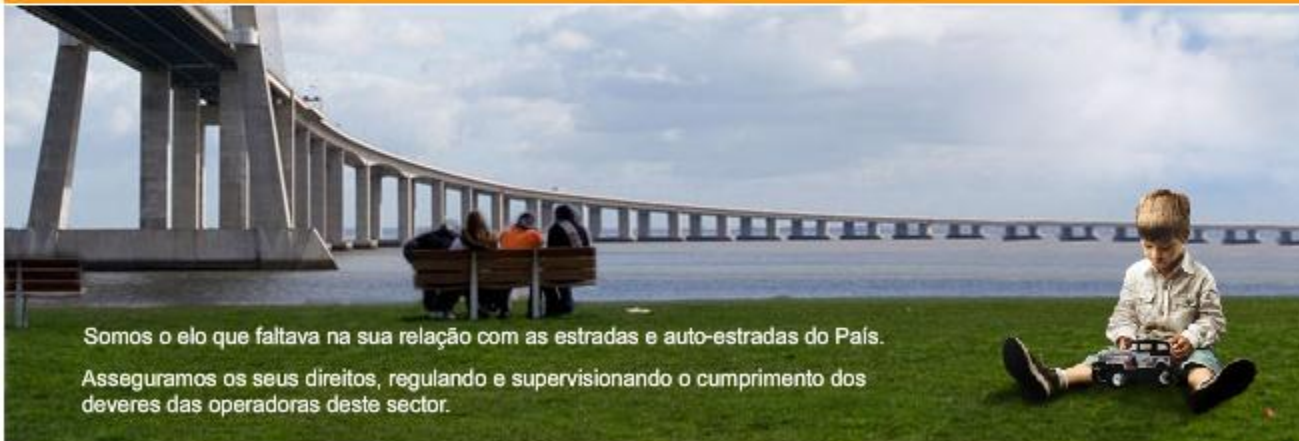 Somos o elo que faltava na sua relação com as estradas e auto-estradas do País.
Asseguramos os seus direitos, regulando e supervisionando o cumprimento dos
deveres das operadoras deste sector.